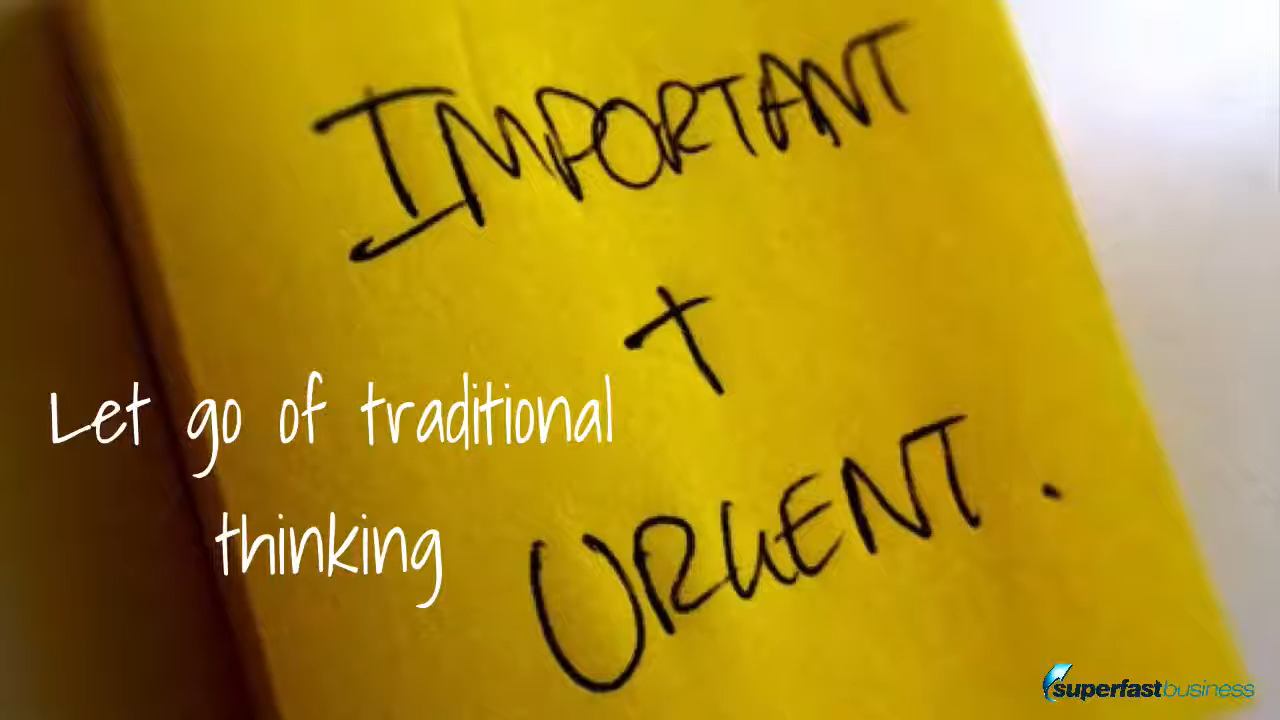 IMPORTANT
+
URGENT.
Let go of traditional
thinking
superfastbusiness